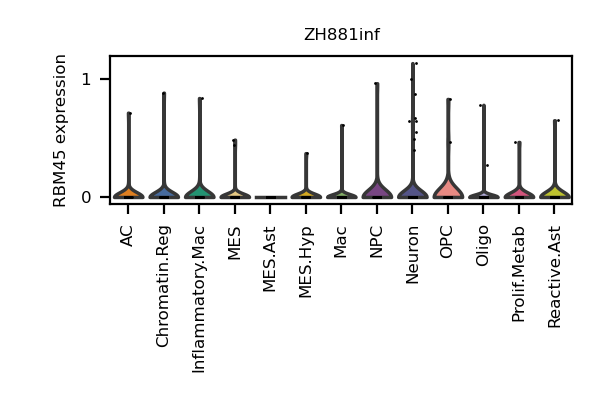 ZH881inf
RBM45 expression
1
0
AC
Chromatin.Reg
Inflammatory.Mac
MES
MES.Ast
MES.Hyp
Mac
NPC
Neuron
OPC
Oligo
Prolif.Metab
Reactive.Ast